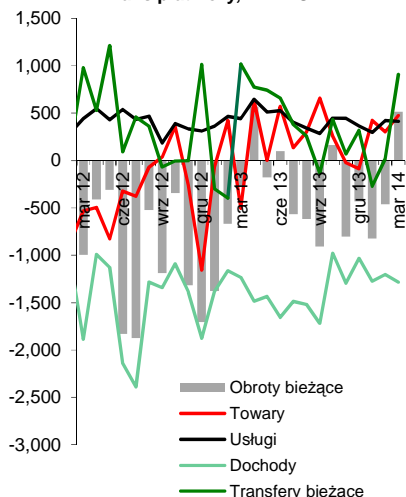 1,500
1,000
500
0
-500
-1,000
-1,500
-2,000
-2,500
-3,000
mar 12
cze 12
wrz 12
gru 12
mar 13
cze 13
wrz 13
gru 13
mar 14
Obroty bieżące
Towary
Usługi
Dochody
Transfery bieżące